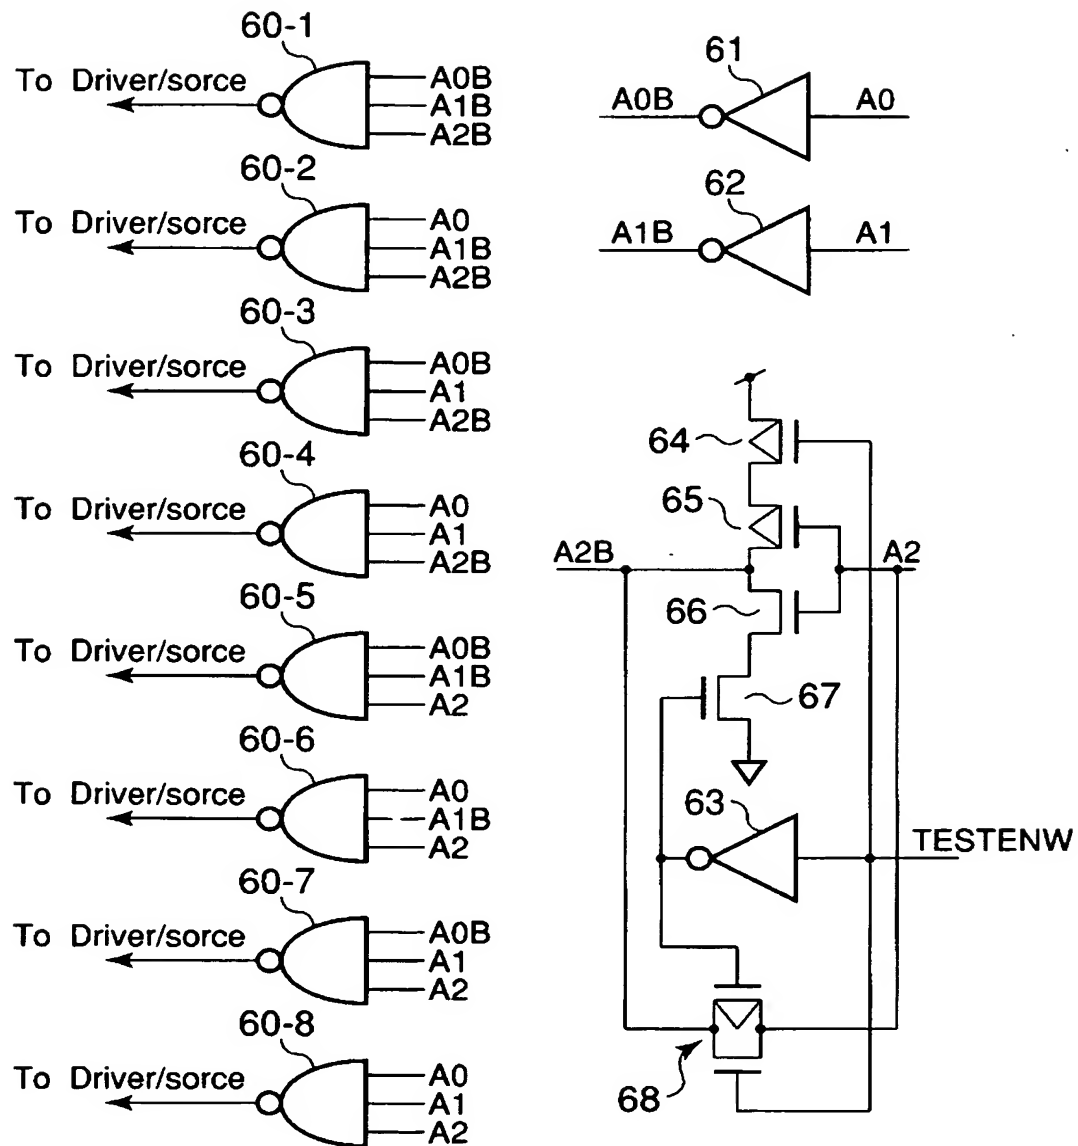 60-1
To Driver/sorce
A0B
A1B
A2B
60-2
To Driver/sorce
A0
A1B
A2B
60-3
To Driver/sorce
A0B
A1
A2B
60-4
To Driver/sorce
A0
A1
A2B
60-5
To Driver/sorce
A0B
A1B
A2
60-6
To Driver/sorce
A0
A1B
A2
60-7
To Driver/sorce
A0B
A1
A2
60-8
To Driver/sorce
A0
A1
A2
61
A0B
A0
62
A1B
A1
64
65
A2B
A2
66
67
63
TESTENW
68